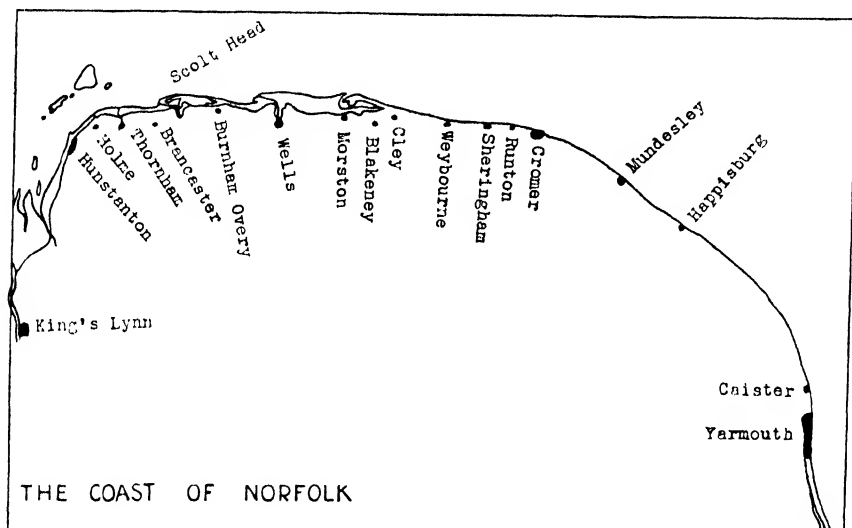 Scolt Head
Hunstanton
Holme
Thornham
Brancaster
Burnham Overy
Wells
Morston
Blakeney
Cley
Weybourne
Sheringham
Runton
Cromer
Mundesley
Happisburg
King's Lynn
Caister
Yarmouth
THE COAST OF NORFOLK